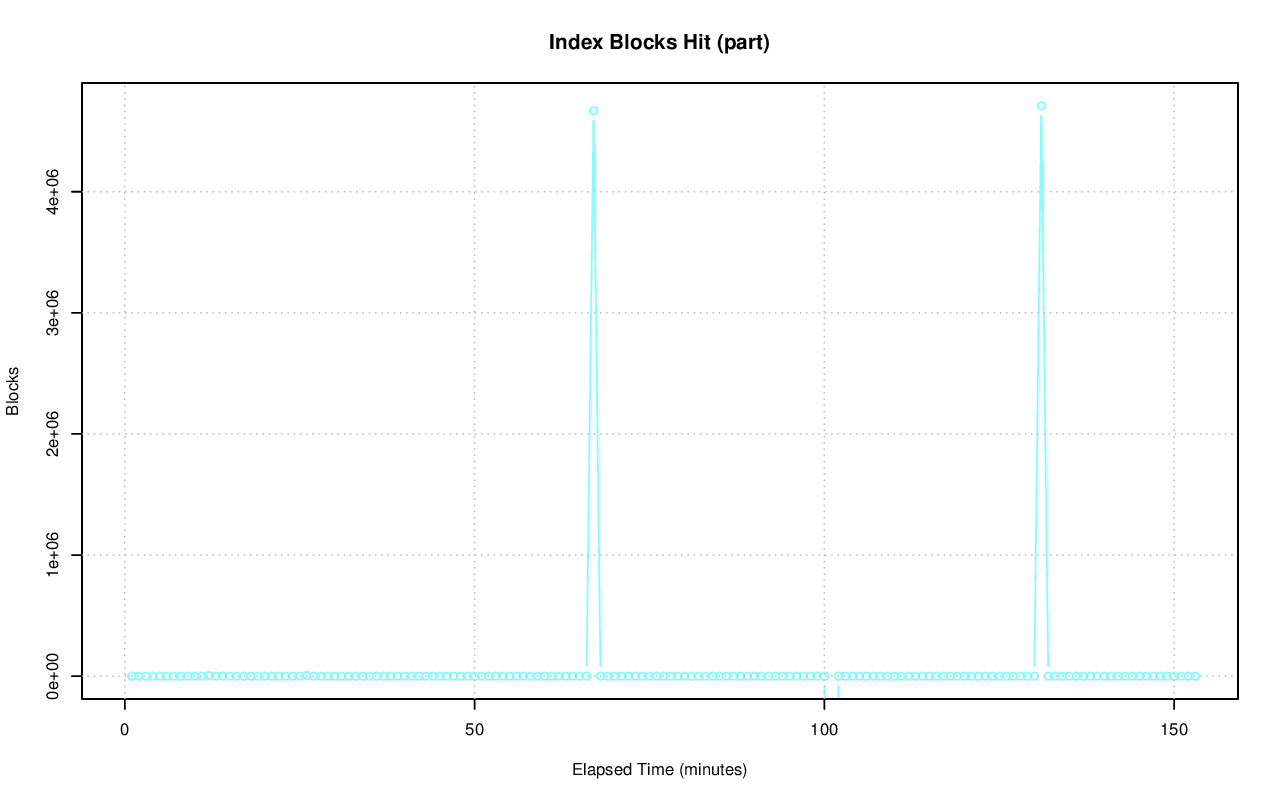 Index Blocks Hit (part)
Blocks
4e+06
3e+06
2e+06
1e+06
0e+00
0 50 100 150
Elapsed Time (minutes)